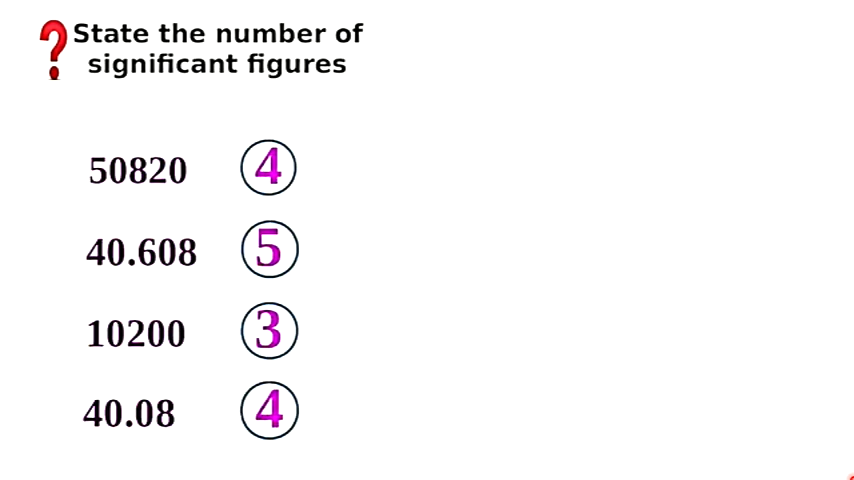 State the number of
significant figures
50820 4
40.608 5
10200 3
40.08 4